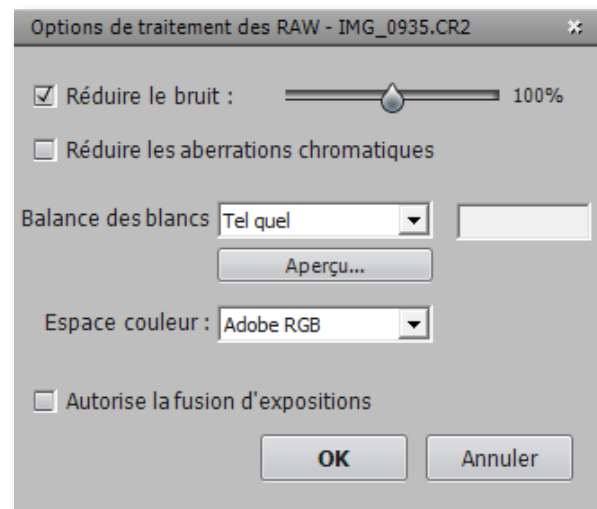 Options de traitement des RAW - IMG_0935.CR2
Réduire le bruit : 100%
Réduire les aberrations chromatiques
Balance des blancs Tel quel
Aperçu...
Espace couleur : Adobe RGB
Autorise la fusion d'expositions
OK Annuler